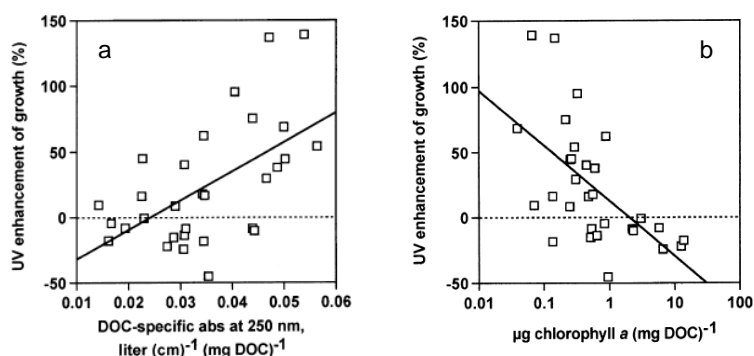 a
UV enhancement of growth (%)
150
100
50
0
-50
0.01 0.02 0.03 0.04 0.05 0.06
DOC-specific abs at 250 nm,
liter (cm)-1 (mg DOC)-1
b
UV enhancement of growth (%)
150
100
50
0
-50
0.01 0.1 1 10 100
µg chlorophyll a (mg DOC)-1